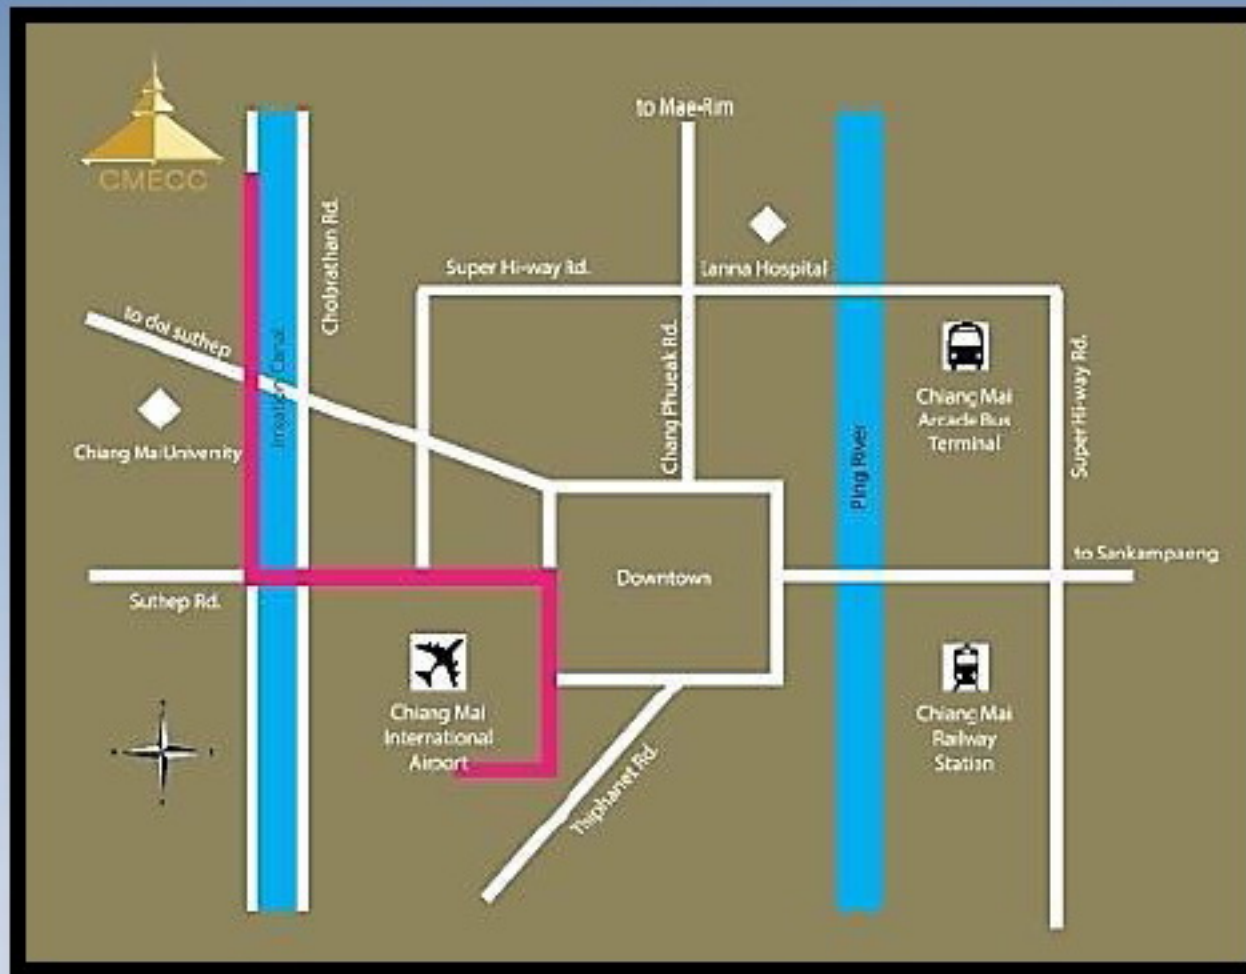 CMECC
to Mae-Rim
Cholprathan Rd.
Super Hi-way Rd.
Lanna Hospital
to doi suthep
Irrigation Canal
Chang Phueak Rd.
Chiang Mai
Arcade Bus
Terminal
Super Hi-way Rd.
Chiang Mai University
Ping River
to Sankampaeng
Downtown
Suthep Rd.
Chiang Mai
International
Airport
Chiang Mai
Railway
Station
Thiphanet Rd.